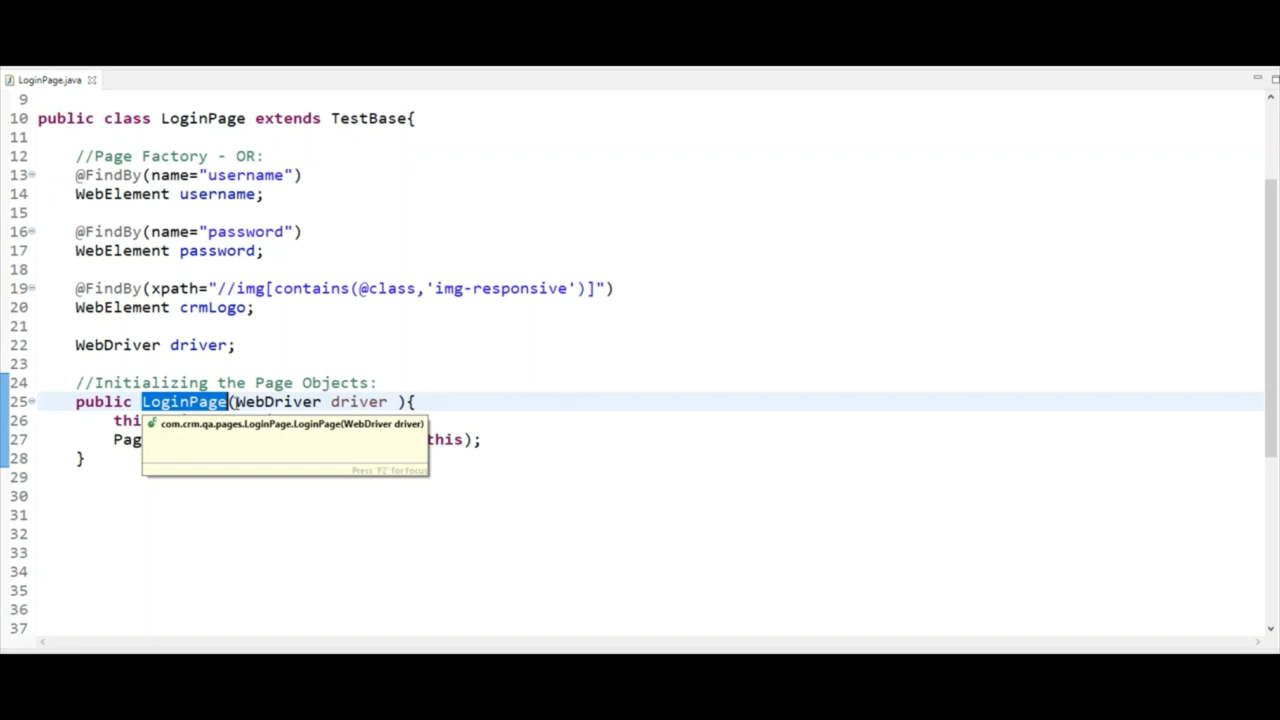 LoginPage.java
9
10 public class LoginPage extends TestBase{
11
12 //Page Factory - OR:
13 @FindBy(name="username")
14 WebElement username;
15
16 @FindBy(name="password")
17 WebElement password;
18
19 @FindBy(xpath="//img[contains(@class,'img-responsive')]")
20 WebElement crmLogo;
21
22 WebDriver driver;
23
24 //Initializing the Page Objects:
25 public LoginPage(WebDriver driver ){
26 thi
com.crm.qa.pages.LoginPage.LoginPage(WebDriver driver)
27 Pag this);
Press 'F2' for focus
28 }
29
30
31
32
33
34
35
36
37